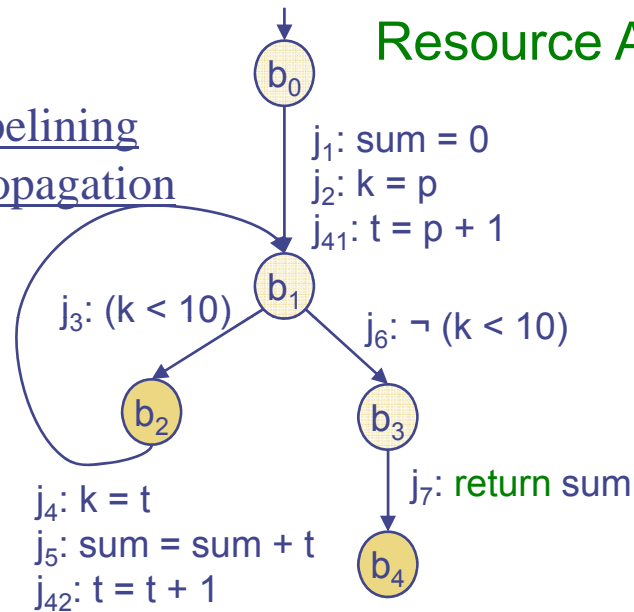 Resource A
b₀
belining
opagation
j₁: sum = 0
j₂: k = p
j₄₁: t = p + 1
b₁
j₃: (k < 10)
j₆: ¬ (k < 10)
b₂
b₃
j₇: return sum
j₄: k = t
j₅: sum = sum + t
j₄₂: t = t + 1
b₄